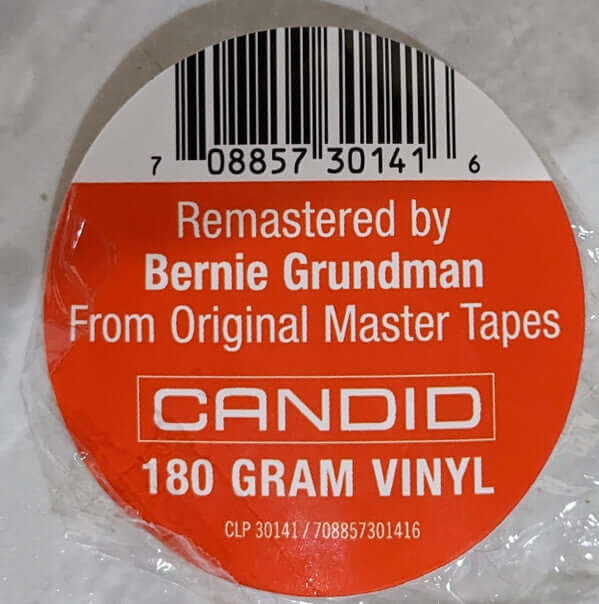 7 08857 30141 6
Remastered by
Bernie Grundman
From Original Master Tapes
CANDID
180 GRAM VINYL
CLP 30141 / 708857301416